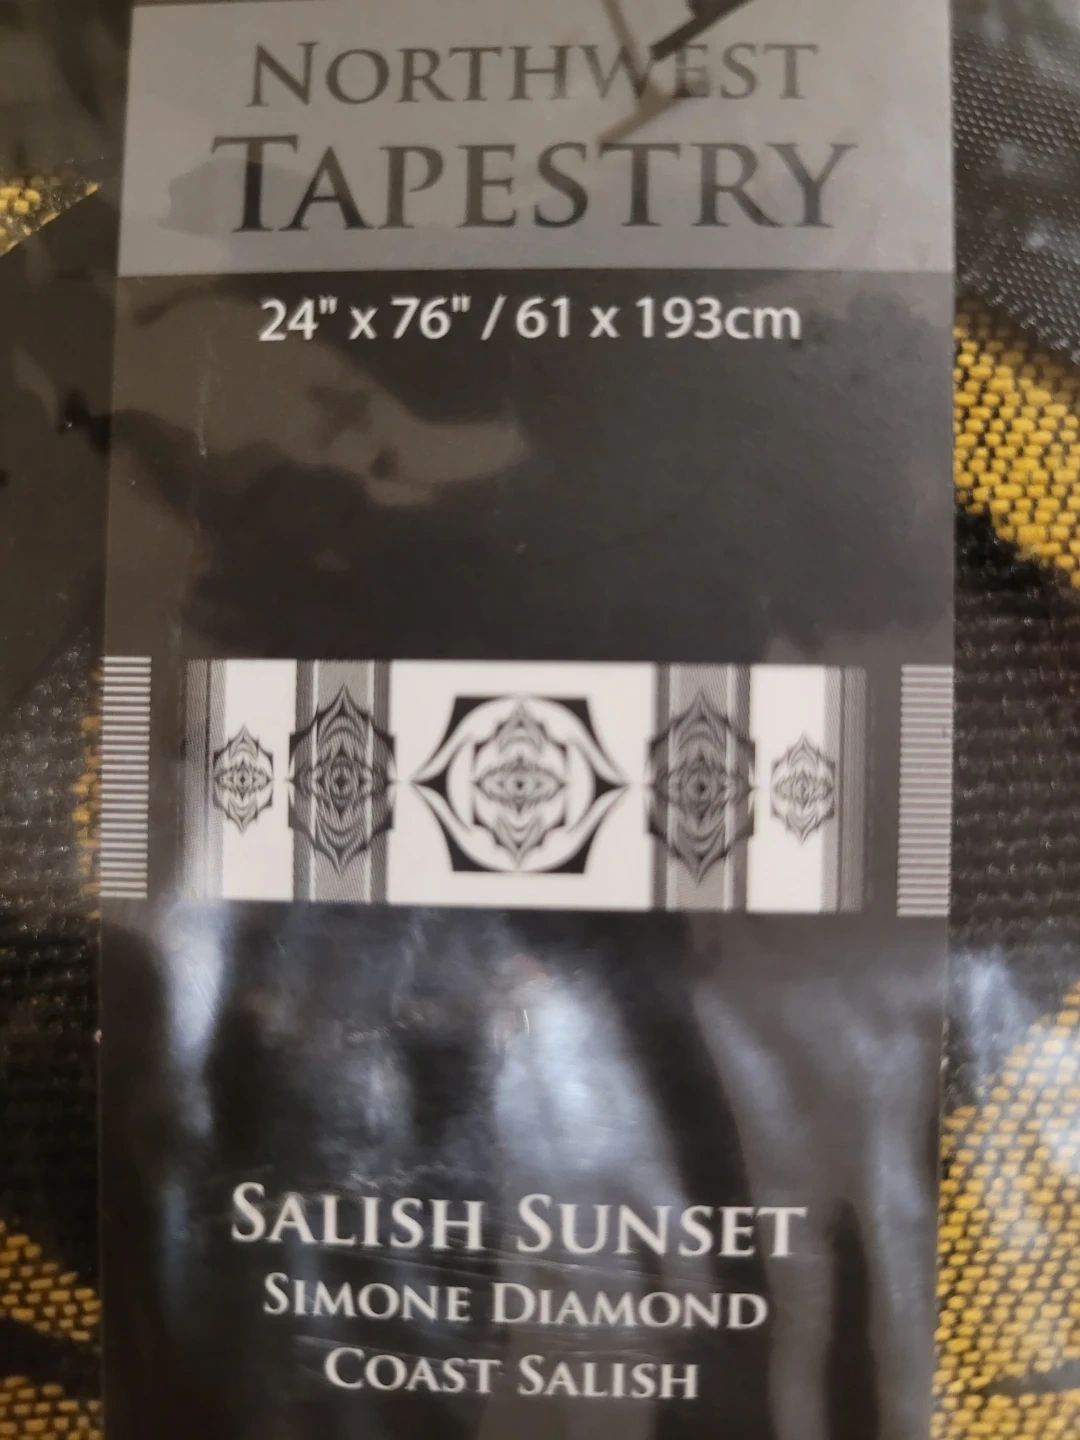 NORTHWEST
TAPESTRY
24" x 76" / 61 x 193cm
SALISH SUNSET
SIMONE DIAMOND
COAST SALISH